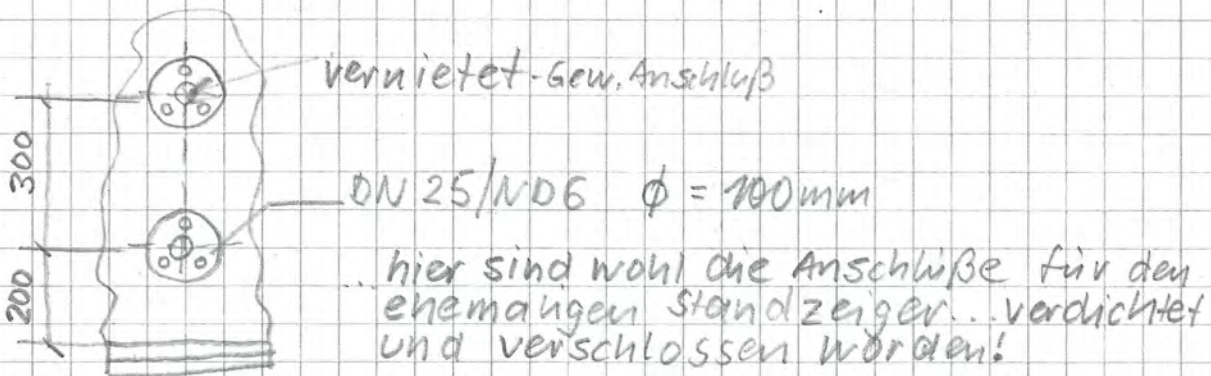 vernietet-Gew. Anschluß
300
DN 25/ND6 ϕ = 100mm
...hier sind wohl die Anschlüße für den
ehemaligen Standzeiger...verdichtet
200
und verschlossen worden!